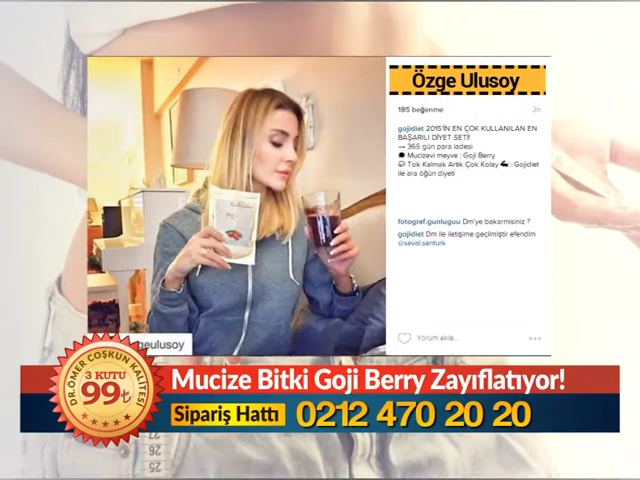 Özge Ulusoy
185 beğenme 2h
gojidiet 2015'İN EN ÇOK KULLANILAN EN
BAŞARILI DİYET SETİ!
365 gün para iadesi
Mucizevi meyve : Goji Berry
Tok Kalmak Artık Çok Kolay : Gojidiet
ile ara öğün diyeti
fotograf.gunluguu Dm'ye bakarmisiniz ?
gojidiet Dm ile iletişime geçilmiştir efendim
@seval.senturk
Yorum ekle...
geulusoy
DR.ÖMER COŞKUN KALİTESİ
3 KUTU
99₺
Mucize Bitki Goji Berry Zayıflatıyor!
Sipariş Hattı 0212 470 20 20
25